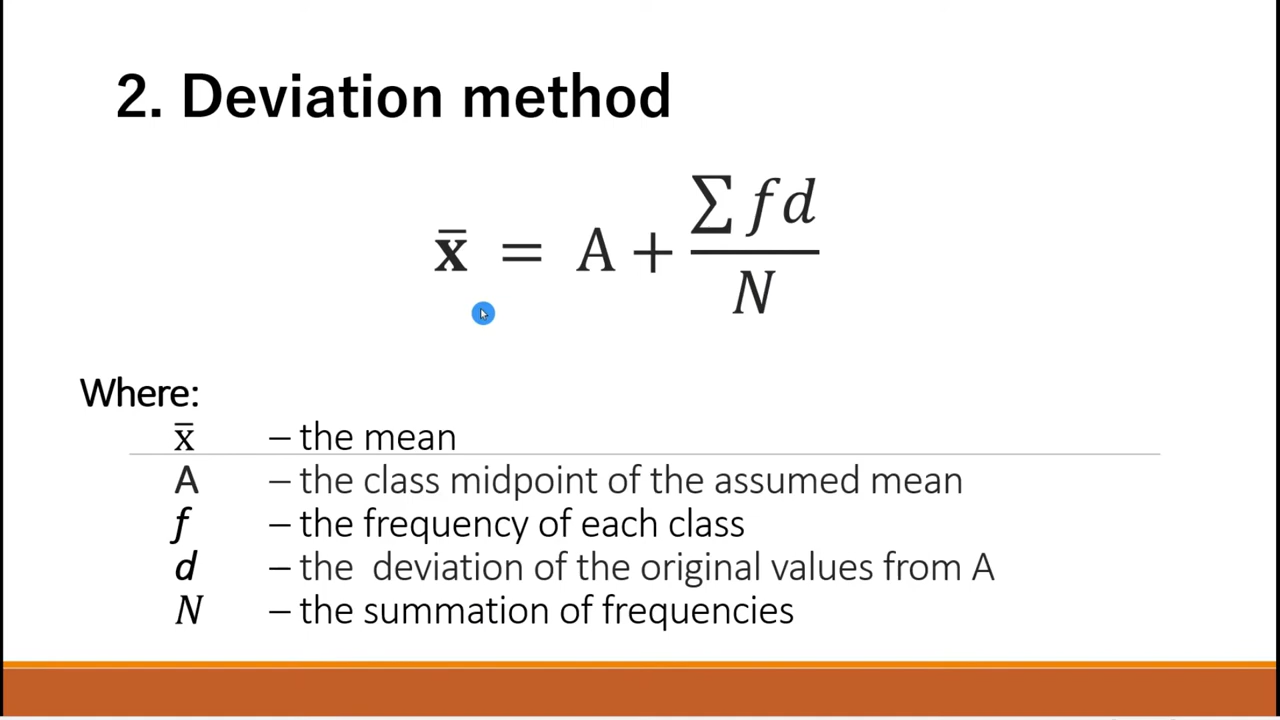 2. Deviation method
x̄ = A + ∑ fd / N
Where:
x̄ – the mean
A – the class midpoint of the assumed mean
f – the frequency of each class
d – the deviation of the original values from A
N – the summation of frequencies